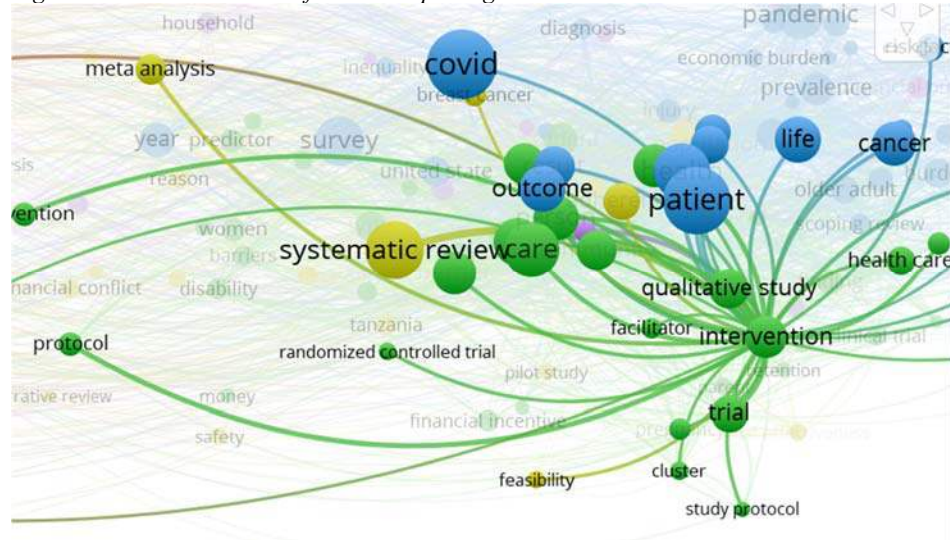 household
pandemic
diagnosis
meta analysis
inequality
covid
economic burden
breast cancer
prevalence
injury
year
predictor
survey
life
cancer
sis
reason
united state
outcome
patient
older adult
vention
women
scoping review
systematic review
care
barriers
health care
nancial conflict
disability
qualitative study
tanzania
facilitator
intervention
protocol
randomized controlled trial
pilot study
retention
rative review
money
financial incentive
trial
safety
cluster
feasibility
study protocol